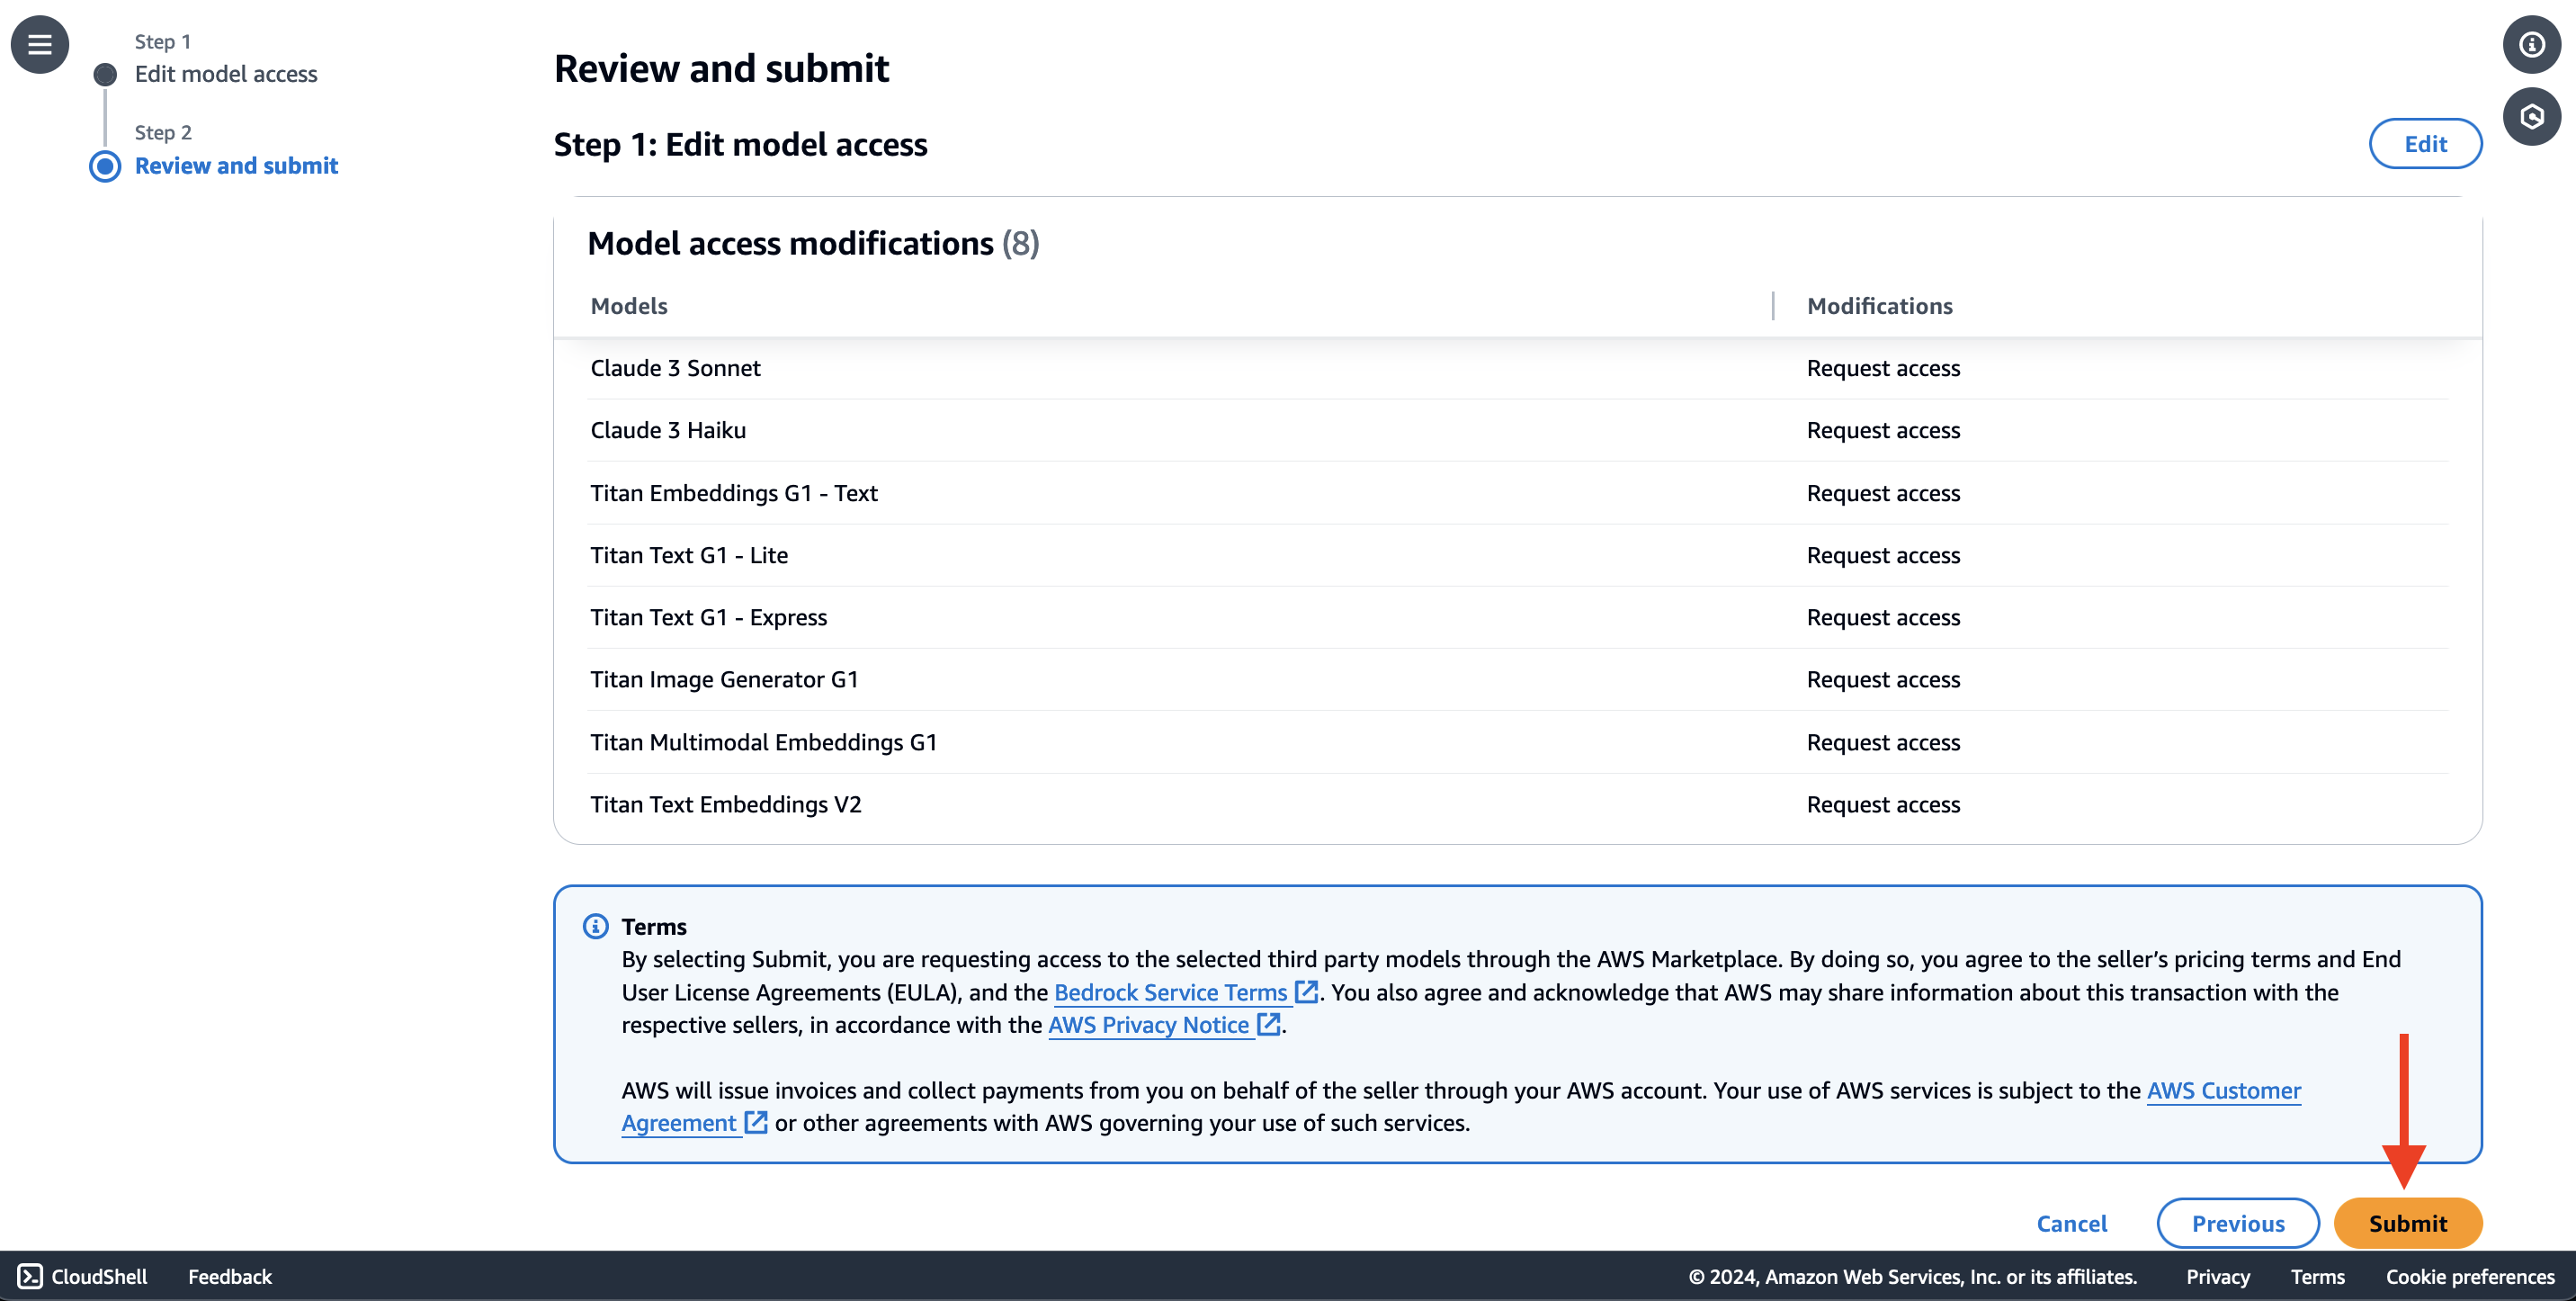 Step 1
Edit model access
Step 2
Review and submit
Review and submit
Step 1: Edit model access
Edit
Model access modifications (8)
Models
Modifications
Claude 3 Sonnet
Request access
Claude 3 Haiku
Request access
Titan Embeddings G1 - Text
Request access
Titan Text G1 - Lite
Request access
Titan Text G1 - Express
Request access
Titan Image Generator G1
Request access
Titan Multimodal Embeddings G1
Request access
Titan Text Embeddings V2
Request access
Terms
By selecting Submit, you are requesting access to the selected third party models through the AWS Marketplace. By doing so, you agree to the seller’s pricing terms and End
User License Agreements (EULA), and the Bedrock Service Terms. You also agree and acknowledge that AWS may share information about this transaction with the
respective sellers, in accordance with the AWS Privacy Notice.
AWS will issue invoices and collect payments from you on behalf of the seller through your AWS account. Your use of AWS services is subject to the AWS Customer
Agreement or other agreements with AWS governing your use of such services.
Cancel
Previous
Submit
CloudShell
Feedback
© 2024, Amazon Web Services, Inc. or its affiliates.
Privacy
Terms
Cookie preferences